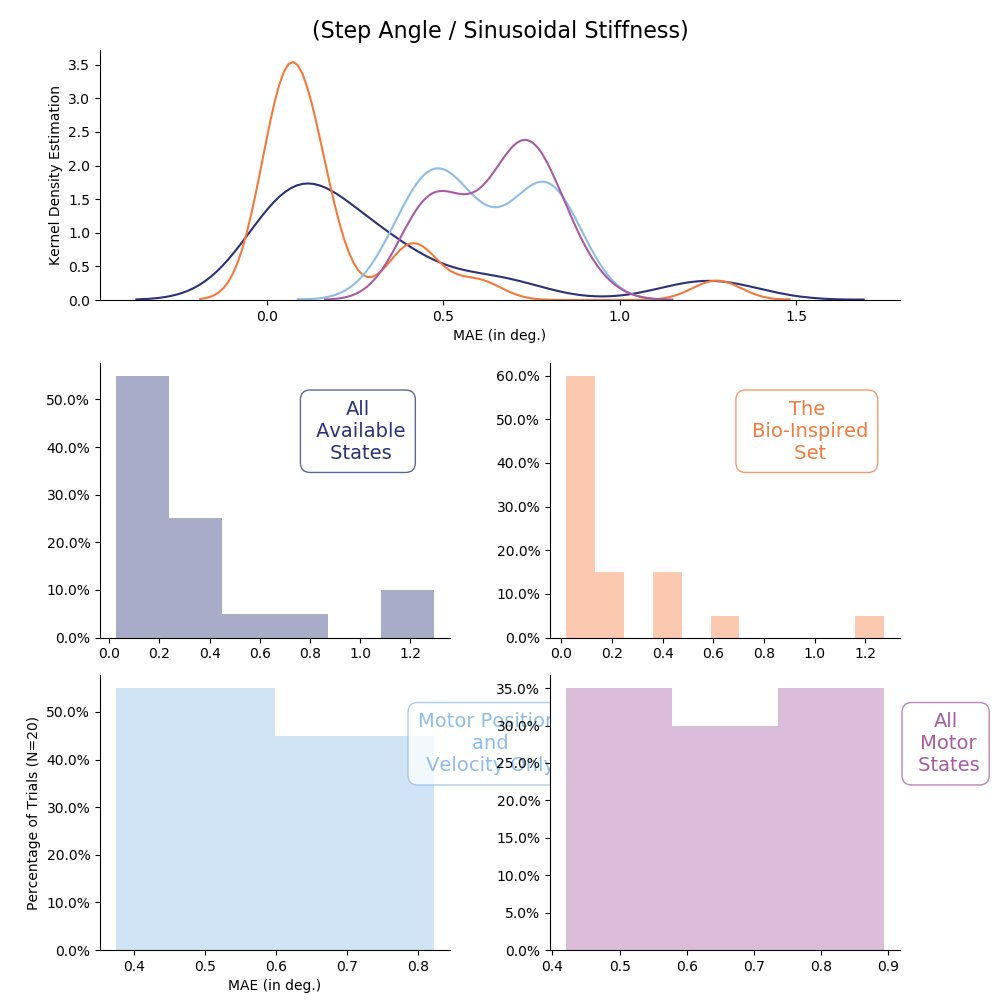 (Step Angle / Sinusoidal Stiffness)
Kernel Density Estimation
3.5
3.0
2.5
2.0
1.5
1.0
0.5
0.0
0.0 0.5 1.0 1.5
MAE (in deg.)
All
Available
States
50.0%
40.0%
30.0%
20.0%
10.0%
0.0%
0.0 0.2 0.4 0.6 0.8 1.0 1.2
The
Bio-Inspired
Set
60.0%
50.0%
40.0%
30.0%
20.0%
10.0%
0.0%
0.0 0.2 0.4 0.6 0.8 1.0 1.2
Motor Position
and
Velocity Only
Percentage of Trials (N=20)
50.0%
40.0%
30.0%
20.0%
10.0%
0.0%
0.4 0.5 0.6 0.7 0.8
MAE (in deg.)
All
Motor
States
35.0%
30.0%
25.0%
20.0%
15.0%
10.0%
5.0%
0.0%
0.4 0.5 0.6 0.7 0.8 0.9